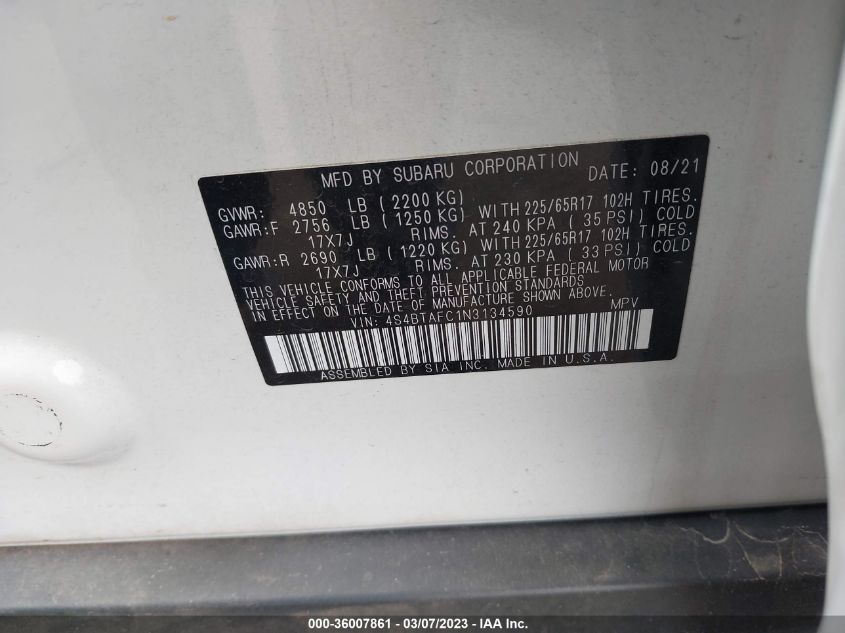 MFD BY SUBARU CORPORATION DATE: 08/21
GVWR: 4850 LB (2200 KG)
GAWR:F 2756 LB (1250 KG) WITH 225/65R17 102H TIRES.
17X7J RIMS. AT 240 KPA ( 35 PSI) COLD
GAWR:R 2690 LB (1220 KG) WITH 225/65R17 102H TIRES.
17X7J RIMS. AT 230 KPA ( 33 PSI) COLD
THIS VEHICLE CONFORMS TO ALL APPLICABLE FEDERAL MOTOR
VEHICLE SAFETY AND THEFT PREVENTION STANDARDS
IN EFFECT ON THE DATE OF MANUFACTURE SHOWN ABOVE.
VIN: 4S4BTAFC1N3134590 MPV
ASSEMBLED BY SIA INC. MADE IN U.S.A.
000-36007861 - 03/07/2023 - IAA Inc.